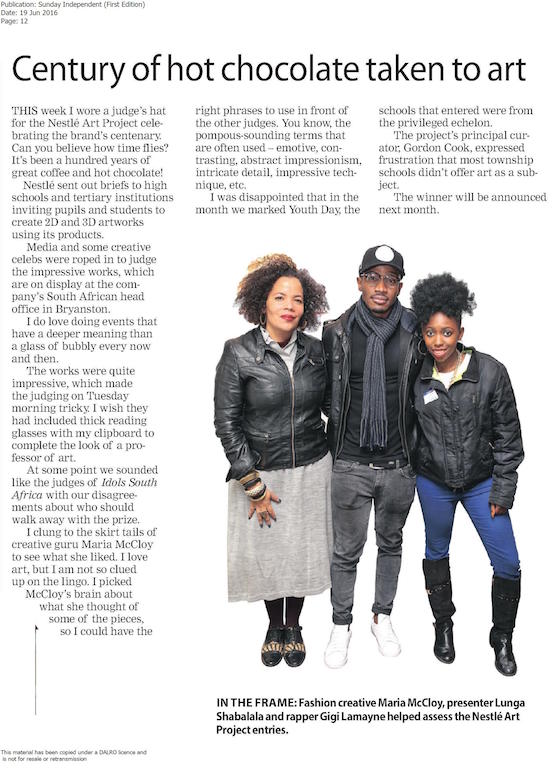 Publication: Sunday Independent (First Edition)
Date: 19 Jun 2016
Page: 12
Century of hot chocolate taken to art
THIS week I wore a judge's hat
for the Nestlé Art Project cele-
brating the brand's centenary.
Can you believe how time flies?
It's been a hundred years of
great coffee and hot chocolate!
Nestlé sent out briefs to high
schools and tertiary institutions
inviting pupils and students to
create 2D and 3D artworks
using its products.
Media and some creative
celebs were roped in to judge
the impressive works, which
are on display at the com-
pany's South African head
office in Bryanston.
I do love doing events that
have a deeper meaning than
a glass of bubbly every now
and then.
The works were quite
impressive, which made
the judging on Tuesday
morning tricky. I wish they
had included thick reading
glasses with my clipboard to
complete the look of a pro-
fessor of art.
At some point we sounded
like the judges of Idols South
Africa with our disagree-
ments about who should
walk away with the prize.
I clung to the skirt tails of
creative guru Maria McCloy
to see what she liked. I love
art, but I am not so clued
up on the lingo. I picked
McCloy's brain about
what she thought of
some of the pieces,
so I could have the
right phrases to use in front of
the other judges. You know, the
pompous-sounding terms that
are often used – emotive, con-
trasting, abstract impressionism,
intricate detail, impressive tech-
nique, etc.
I was disappointed that in the
month we marked Youth Day, the
schools that entered were from
the privileged echelon.
The project's principal cur-
ator, Gordon Cook, expressed
frustration that most township
schools didn't offer art as a sub-
ject.
The winner will be announced
next month.
IN THE FRAME: Fashion creative Maria McCloy, presenter Lunga
Shabalala and rapper Gigi Lamayne helped assess the Nestlé Art
Project entries.
This material has been copied under a DALRO licence and
is not for resale or retransmission